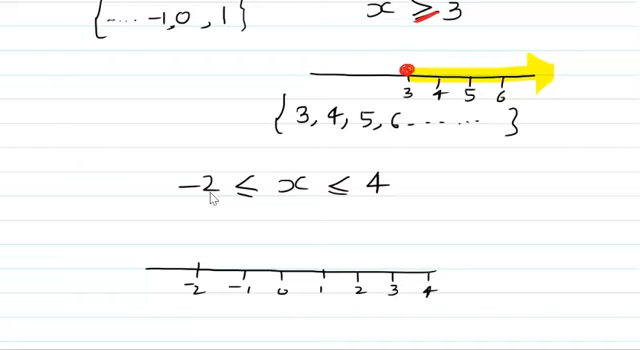 { .... -1, 0, 1 }
x ≥ 3
3 4 5 6
{ 3, 4, 5, 6 ........ }
-2 ≤ x ≤ 4
-2 -1 0 1 2 3 4